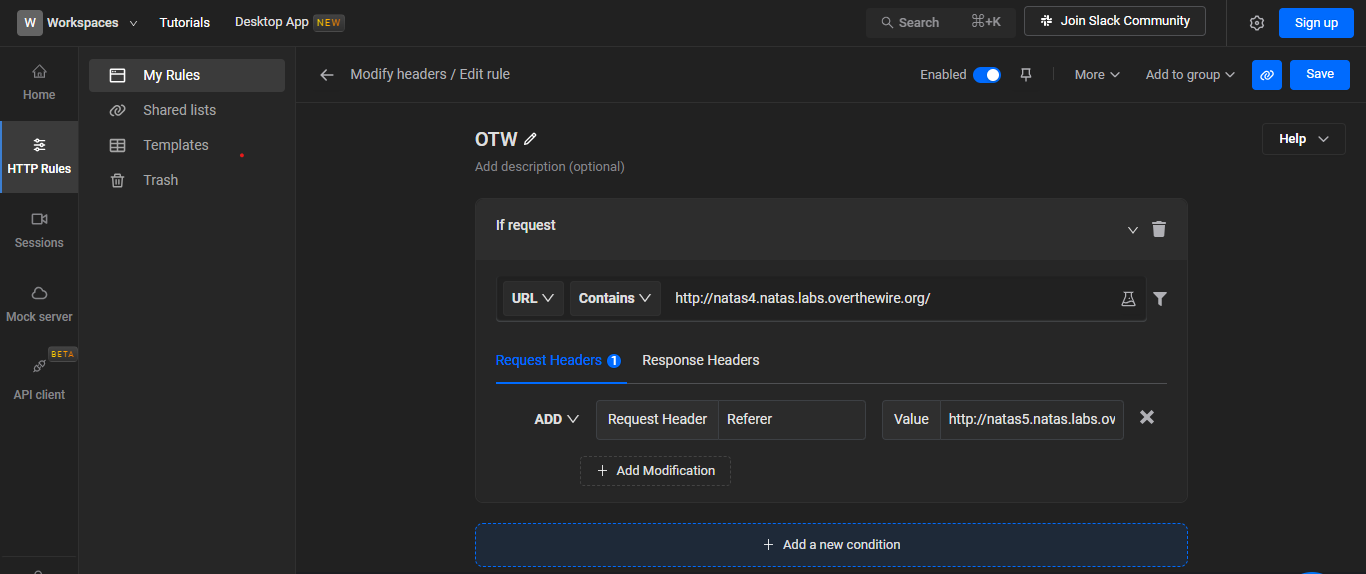 W Workspaces Tutorials Desktop App NEW Search ⌘+K Join Slack Community Sign up
Home
HTTP Rules
Sessions
Mock server
BETA
API client
My Rules
Shared lists
Templates
Trash
Modify headers / Edit rule Enabled More Add to group Save
OTW
Add description (optional)
Help
If request
URL Contains http://natas4.natas.labs.overthewire.org/
Request Headers 1 Response Headers
ADD Request Header Referer Value http://natas5.natas.labs.ov
Add Modification
Add a new condition